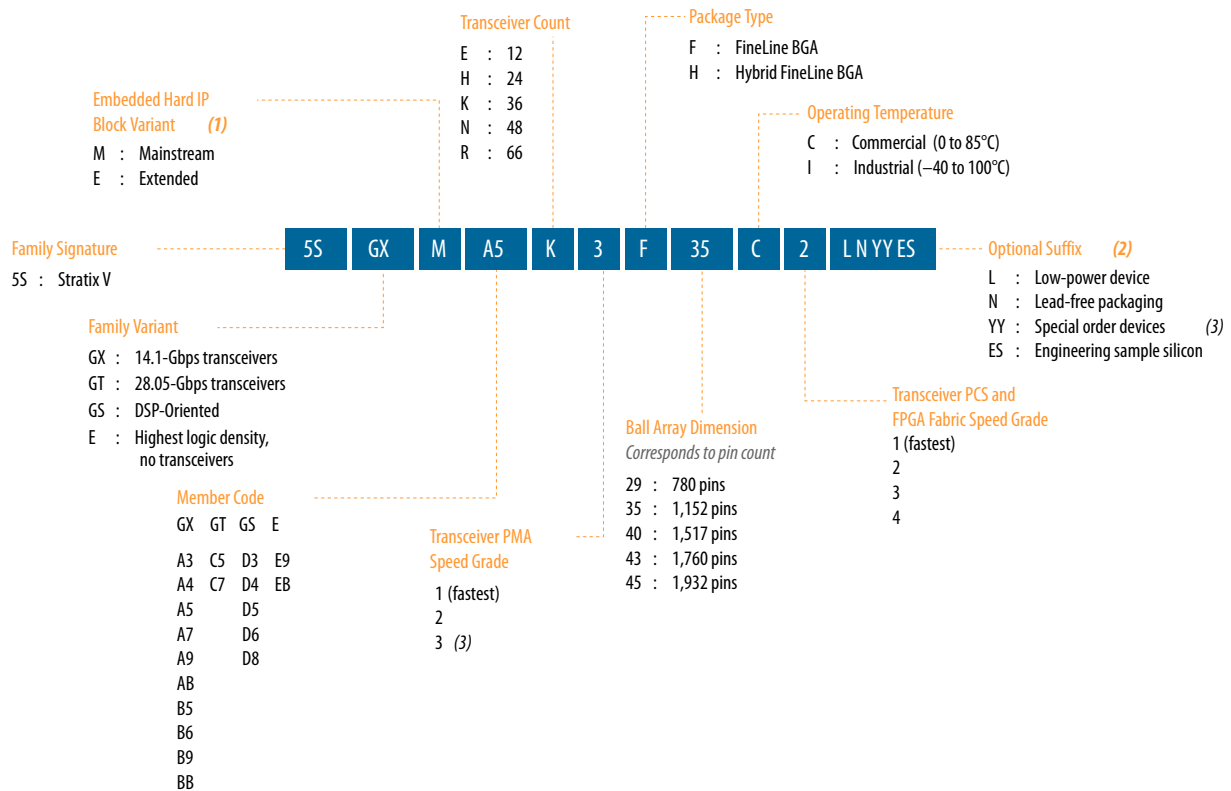 Transceiver Count
E : 12
H : 24
K : 36
N : 48
R : 66
Package Type
F : FineLine BGA
H : Hybrid FineLine BGA
Embedded Hard IP
Block Variant (1)
M : Mainstream
E : Extended
Operating Temperature
C : Commercial (0 to 85°C)
I : Industrial (–40 to 100°C)
Family Signature
5S : Stratix V
5S GX M A5 K 3 F 35 C 2 L N YY ES
Optional Suffix (2)
L : Low-power device
N : Lead-free packaging
YY : Special order devices (3)
ES : Engineering sample silicon
Family Variant
GX : 14.1-Gbps transceivers
GT : 28.05-Gbps transceivers
GS : DSP-Oriented
E : Highest logic density,
no transceivers
Member Code
GX GT GS E
A3 C5 D3 E9
A4 C7 D4 EB
A5 D5
A7 D6
A9 D8
AB
B5
B6
B9
BB
Transceiver PMA
Speed Grade
1 (fastest)
2
3 (3)
Ball Array Dimension
Corresponds to pin count
29 : 780 pins
35 : 1,152 pins
40 : 1,517 pins
43 : 1,760 pins
45 : 1,932 pins
Transceiver PCS and
FPGA Fabric Speed Grade
1 (fastest)
2
3
4